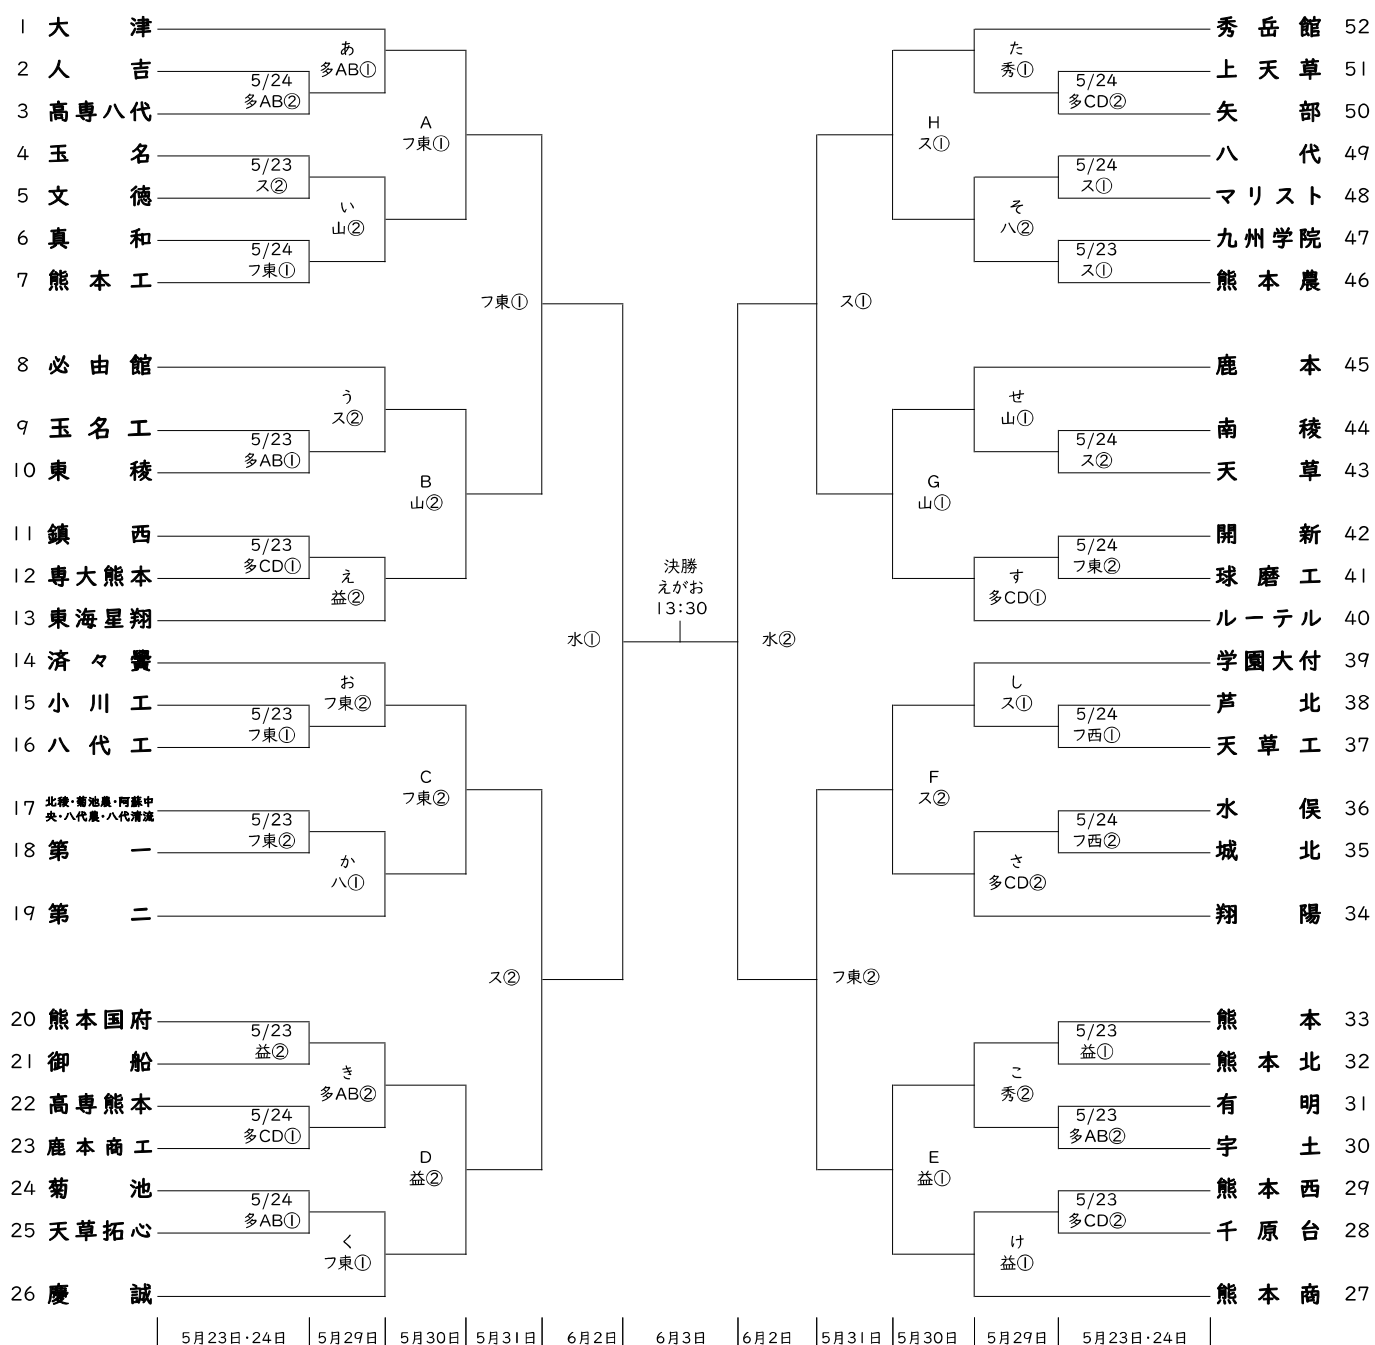 1 大津
2 人吉
3 高専八代
4 玉名
5 文徳
6 真和
7 熊本工
8 必由館
9 玉名工
10 東稜
11 鎮西
12 専大熊本
13 東海星翔
14 済々黌
15 小川工
16 八代工
17 北稜・菊池農・阿蘇中
央・八代農・八代清流
18 第一
19 第二
20 熊本国府
21 御船
22 高専熊本
23 鹿本商工
24 菊池
25 天草拓心
26 慶誠
5/24
多AB②
5/23
ス②
5/24
フ東①
5/23
多AB①
5/23
多CD①
5/23
フ東①
5/23
フ東②
5/23
益②
5/24
多CD①
5/24
多AB①
あ
多AB①
い
山②
う
ス②
え
益②
お
フ東②
か
八①
き
多AB②
く
フ東①
A
フ東①
B
山②
C
フ東②
D
益②
フ東①
ス②
水①
決勝
えがお
13:30
水②
ス①
フ東②
H
ス①
G
山①
F
ス②
E
益①
た
秀①
そ
八②
せ
山①
す
多CD①
し
ス①
さ
多CD②
こ
秀②
け
益①
5/24
多CD②
5/24
ス①
5/23
ス①
5/24
ス②
5/24
フ東②
5/24
フ西①
5/24
フ西②
5/23
益①
5/23
多AB②
5/23
多CD②
秀岳館 52
上天草 51
矢部 50
八代 49
マリスト 48
九州学院 47
熊本農 46
鹿本 45
南稜 44
天草 43
開新 42
球磨工 41
ルーテル 40
学園大付 39
芦北 38
天草工 37
水俣 36
城北 35
翔陽 34
熊本 33
熊本北 32
有明 31
宇土 30
熊本西 29
千原台 28
熊本商 27
5月23日・24日 5月29日 5月30日 5月31日 6月2日 6月3日 6月2日 5月31日 5月30日 5月29日 5月23日・24日